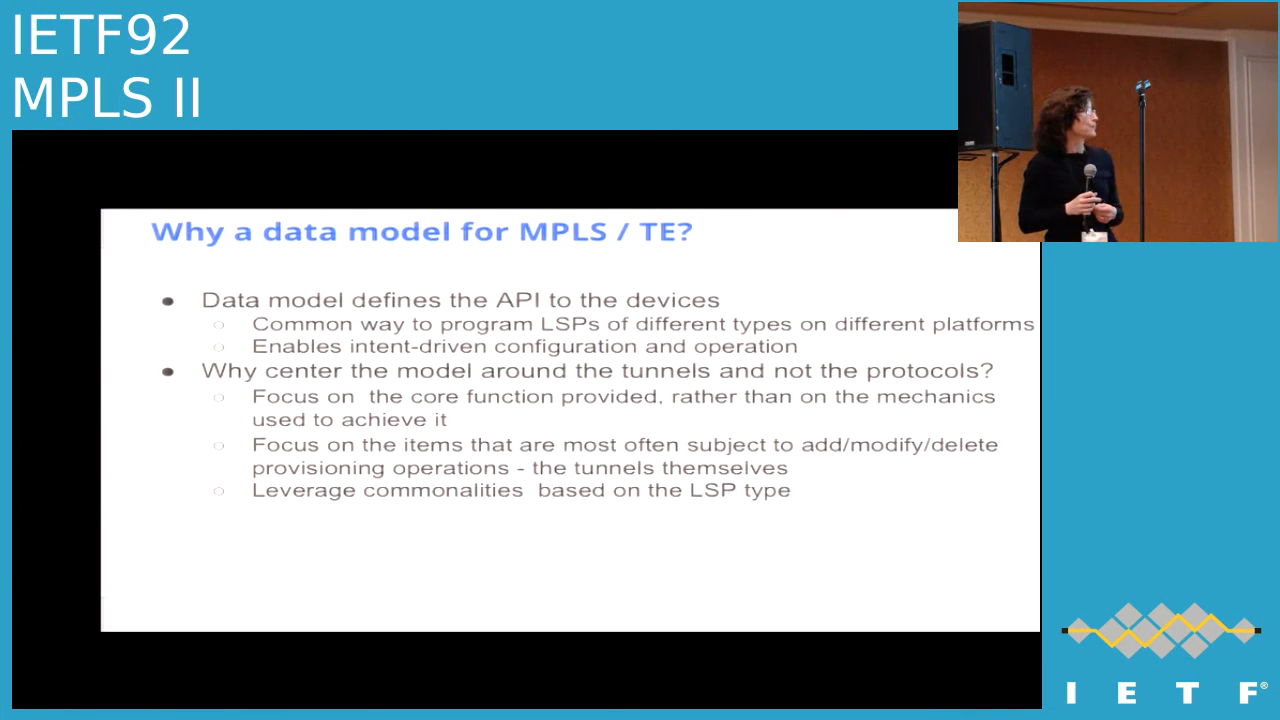 IETF92
MPLS II
Why a data model for MPLS / TE?
● Data model defines the API to the devices
○ Common way to program LSPs of different types on different platforms
○ Enables intent-driven configuration and operation
● Why center the model around the tunnels and not the protocols?
○ Focus on  the core function provided, rather than on the mechanics
used to achieve it
○ Focus on the items that are most often subject to add/modify/delete
provisioning operations - the tunnels themselves
○ Leverage commonalities  based on the LSP type
I E T F®